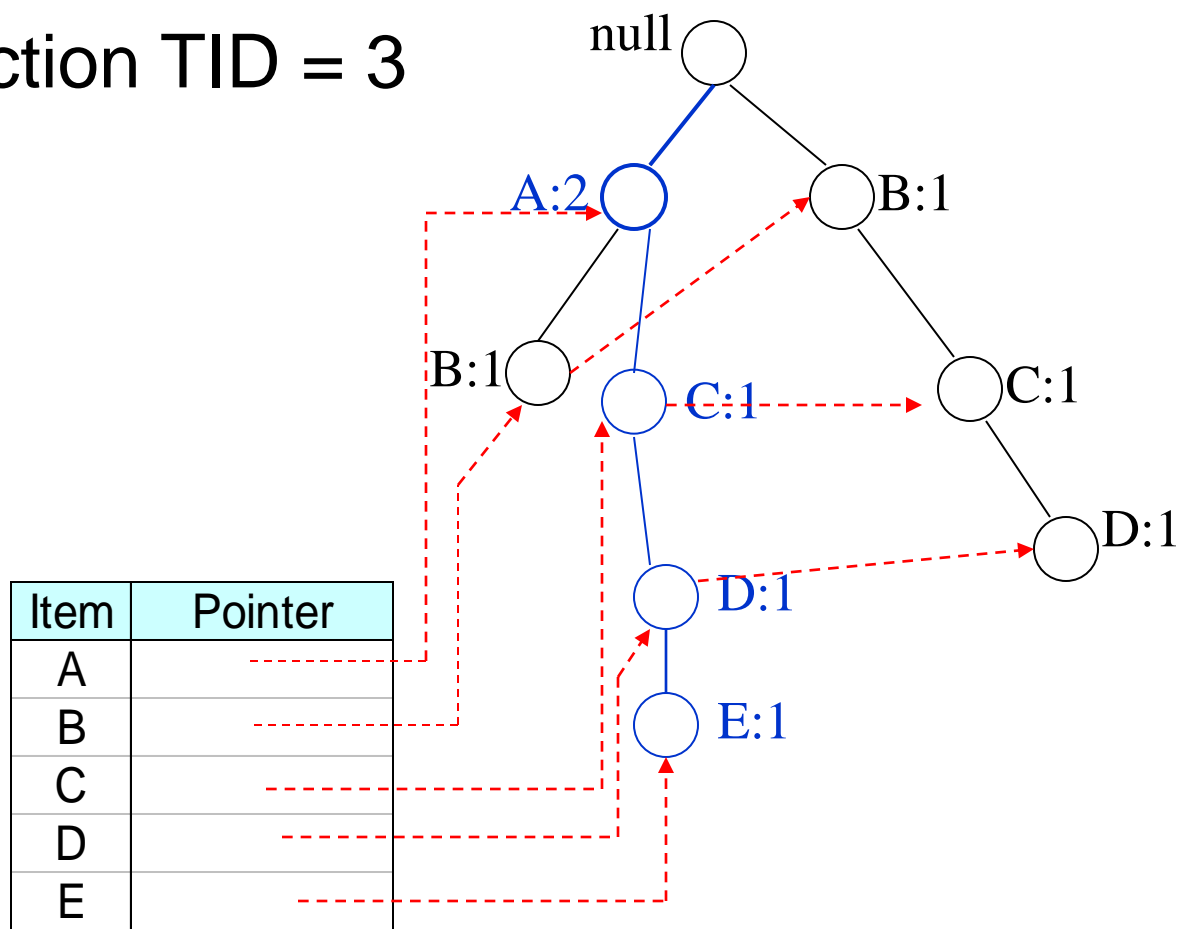 ction TID = 3
null
A:2
B:1
B:1
C:1
C:1
D:1
D:1
E:1
Item Pointer
A
B
C
D
E